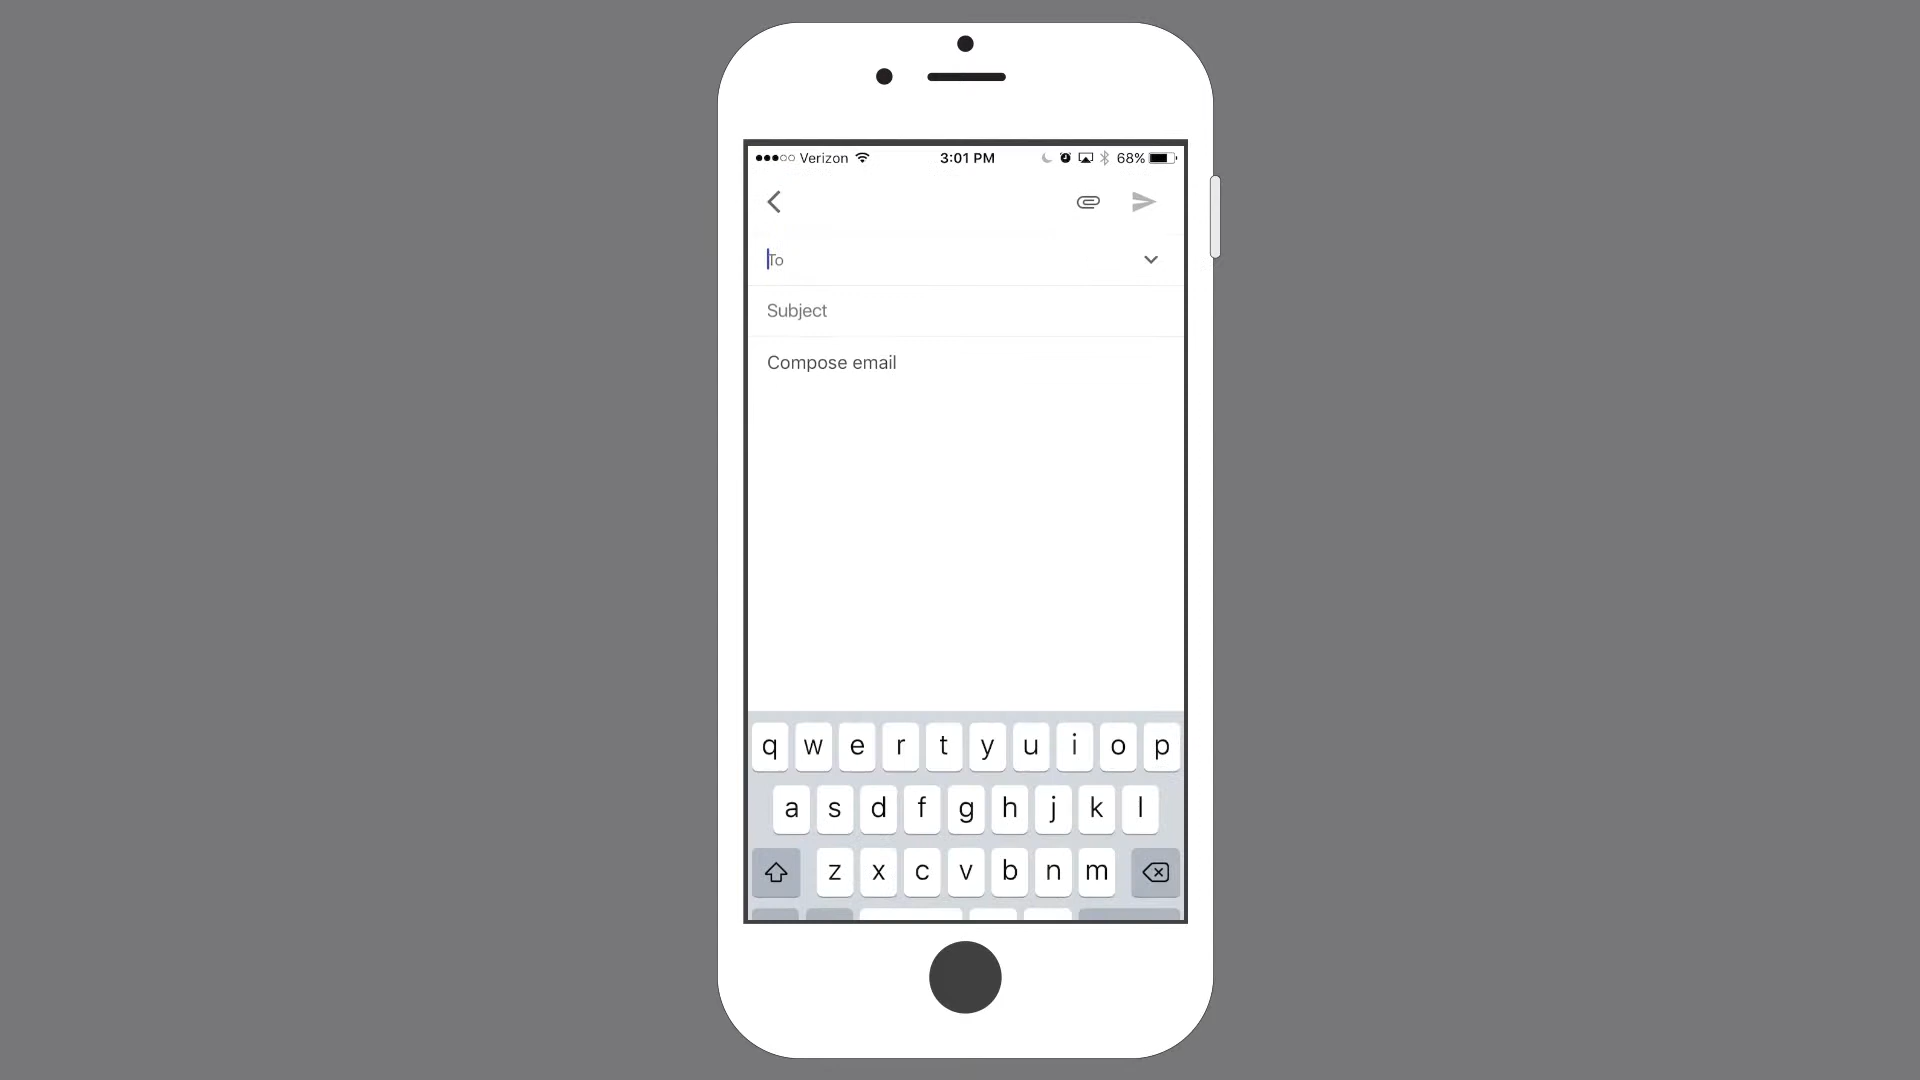 Verizon 3:01 PM 68%
To
Subject
Compose email
q w e r t y u i o p
a s d f g h j k l
z x c v b n m